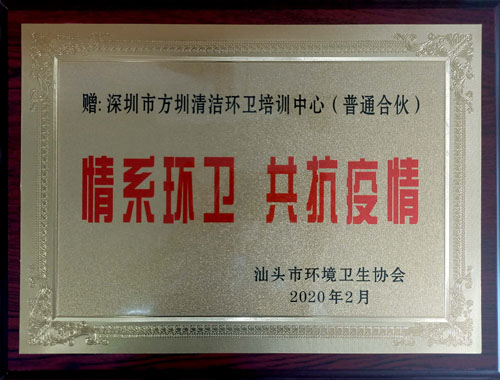 赠:深圳市方圳清洁环卫培训中心(普通合伙)
情系环卫 共抗疫情
汕头市环境卫生协会
2020年2月